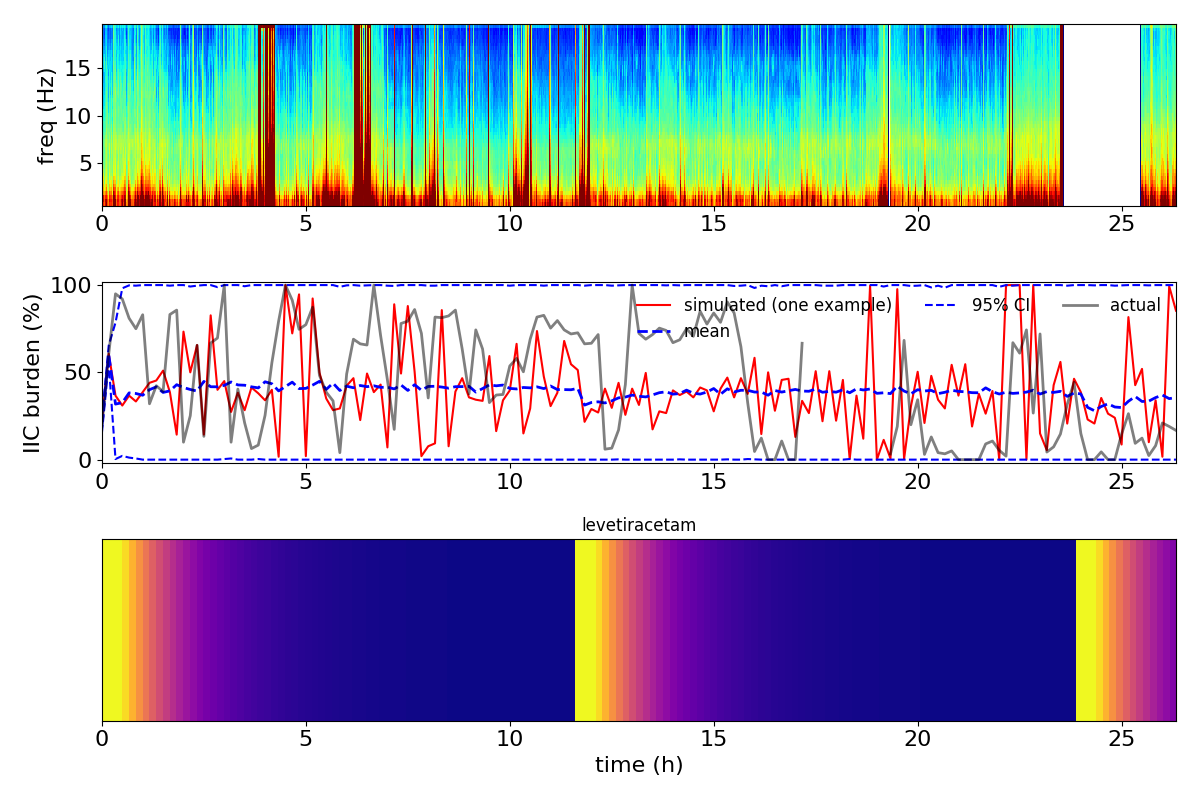 freq (Hz)
15
10
5
0 5 10 15 20 25
IIC burden (%)
100
50
0
simulated (one example) 95% CI actual
mean
0 5 10 15 20 25
levetiracetam
0 5 10 15 20 25
time (h)